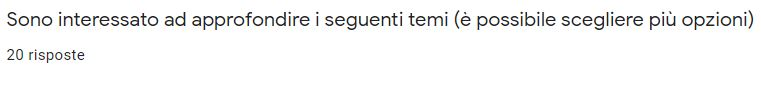 Sono interessato ad approfondire i seguenti temi (è possibile scegliere più opzioni)
20 risposte